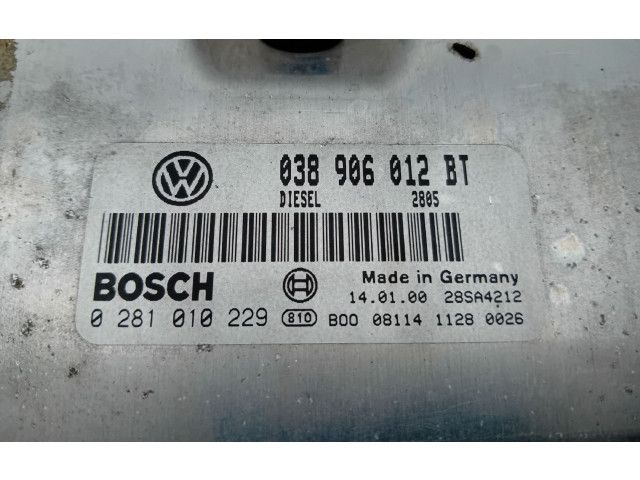 038 906 012 BT
DIESEL 2805
BOSCH
Made in Germany
14.01.00 28SA4212
0 281 010 229 810 B00 08114 1128 0026